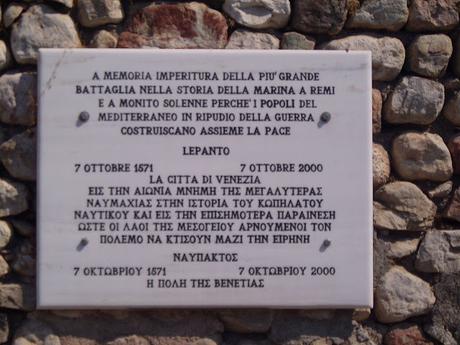 A MEMORIA IMPERITURA DELLA PIU' GRANDE
BATTAGLIA NELLA STORIA DELLA MARINA A REMI
E A MONITO SOLENNE PERCHE' I POPOLI DEL
MEDITERRANEO IN RIPUDIO DELLA GUERRA
COSTRUISCANO ASSIEME LA PACE
LEPANTO
7 OTTOBRE 1571 7 OTTOBRE 2000
LA CITTA DI VENEZIA
ΕΙΣ ΤΗΝ ΑΙΩΝΙΑ ΜΝΗΜΗ ΤΗΣ ΜΕΓΑΛΥΤΕΡΑΣ
ΝΑΥΜΑΧΙΑΣ ΣΤΗΝ ΙΣΤΟΡΙΑ ΤΟΥ ΚΩΠΗΛΑΤΟΥ
ΝΑΥΤΙΚΟΥ ΚΑΙ ΕΙΣ ΤΗΝ ΕΠΙΣΗΜΟΤΕΡΑ ΠΑΡΑΙΝΕΣΗ
ΩΣΤΕ ΟΙ ΛΑΟΙ ΤΗΣ ΜΕΣΟΓΕΙΟΥ ΑΡΝΟΥΜΕΝΟΙ ΤΟΝ
ΠΟΛΕΜΟ ΝΑ ΚΤΙΣΟΥΝ ΜΑΖΙ ΤΗΝ ΕΙΡΗΝΗ
ΝΑΥΠΑΚΤΟΣ
7 ΟΚΤΩΒΡΙΟΥ 1571 7 ΟΚΤΩΒΡΙΟΥ 2000
Η ΠΟΛΗ ΤΗΣ ΒΕΝΕΤΙΑΣ